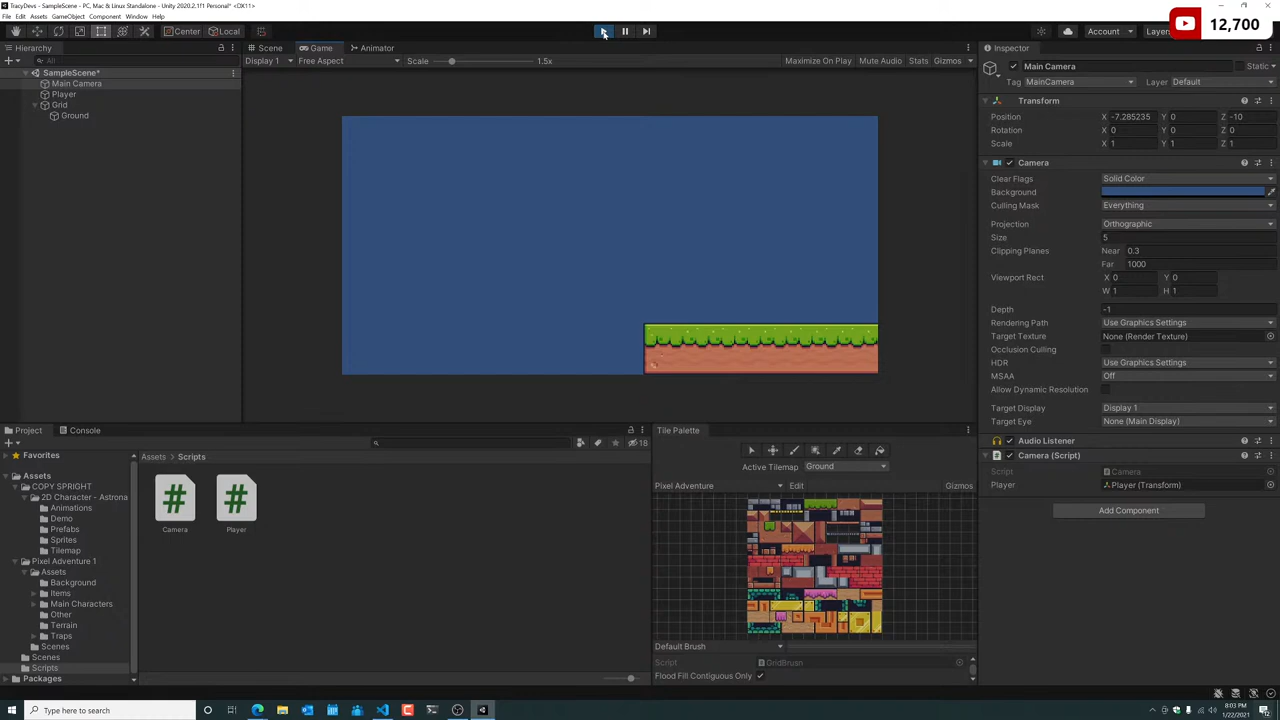 TracyDevs - SampleScene - PC, Mac & Linux Standalone - Unity 2020.2.1f1 Personal* <DX11>
File Edit Assets GameObject Component Window Help
Center Local
Account
Layers
12,700
Hierarchy
All
SampleScene*
Main Camera
Player
Grid
Ground
Scene Game Animator
Display 1 Free Aspect Scale 1.5x Maximize On Play Mute Audio Stats Gizmos
Inspector
Main Camera Static
Tag MainCamera Layer Default
Transform
Position X -7.285235 Y 0 Z -10
Rotation X 0 Y 0 Z 0
Scale X 1 Y 1 Z 1
Camera
Clear Flags Solid Color
Background
Culling Mask Everything
Projection Orthographic
Size 5
Clipping Planes Near 0.3
Far 1000
Viewport Rect X 0 Y 0
W 1 H 1
Depth -1
Rendering Path Use Graphics Settings
Target Texture None (Render Texture)
Occlusion Culling
HDR Use Graphics Settings
MSAA Off
Allow Dynamic Resolution
Target Display Display 1
Target Eye None (Main Display)
Audio Listener
Camera (Script)
Script Camera
Player Player (Transform)
Add Component
Project Console
18
Favorites
Assets
COPY SPRIGHT
2D Character - Astrona
Animations
Demo
Prefabs
Sprites
Tilemap
Pixel Adventure 1
Assets
Background
Items
Main Characters
Other
Terrain
Traps
Scenes
Scenes
Scripts
Packages
Assets Scripts
Camera Player
Tile Palette
Active Tilemap Ground
Pixel Adventure Edit Gizmos
Default Brush
Script GridBrush
Flood Fill Contiguous Only
Type here to search
8:03 PM
1/22/2021